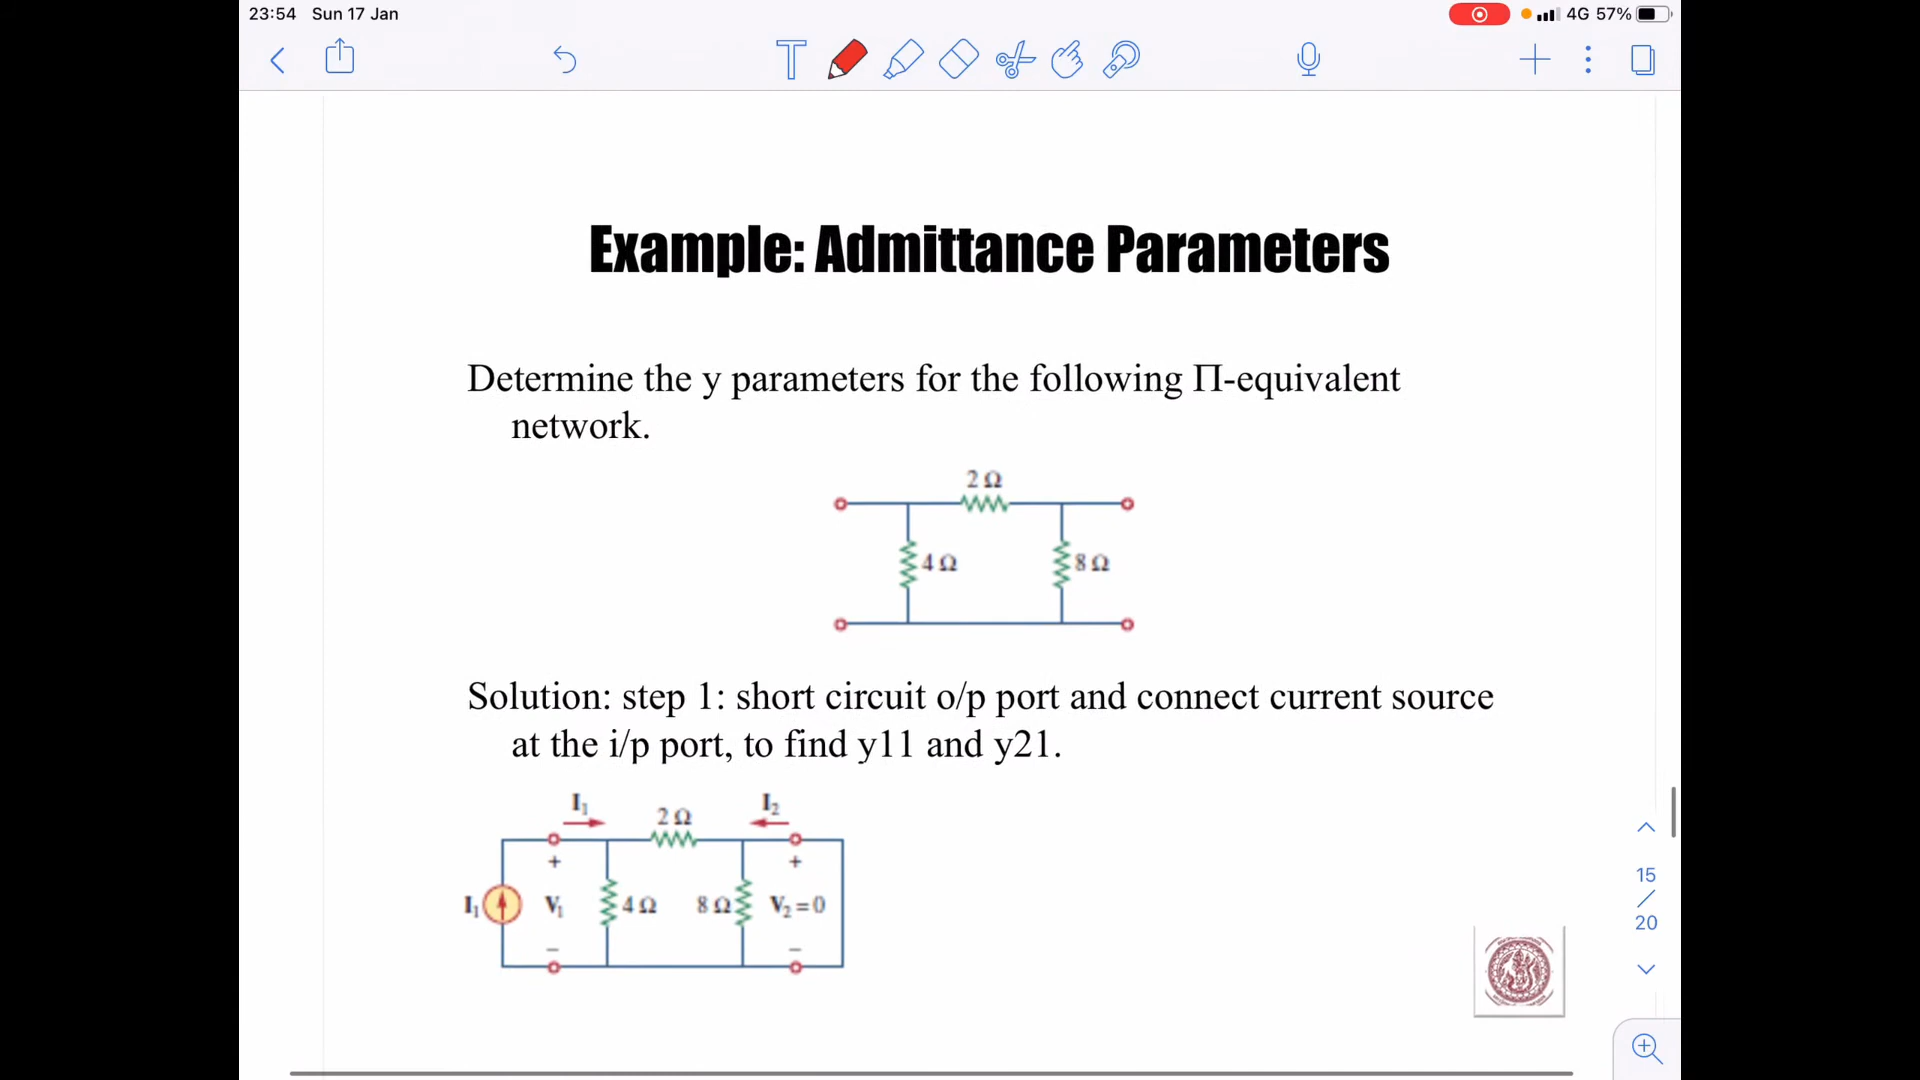 23:54 Sun 17 Jan
4G 57%
Example: Admittance Parameters
Determine the y parameters for the following Π-equivalent
network.
2 Ω
4 Ω
8 Ω
Solution: step 1: short circuit o/p port and connect current source
at the i/p port, to find y11 and y21.
I₁
2 Ω
I₂
+
+
I₁
V₁
4 Ω
8 Ω
V₂ = 0
–
–
15
/
20